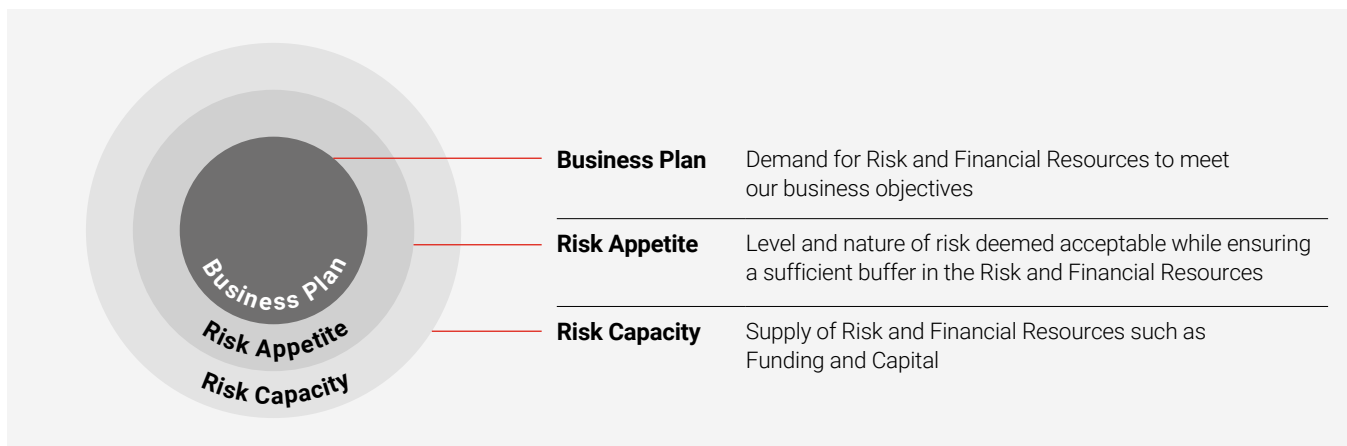 Business Plan
Risk Appetite
Risk Capacity
Business Plan
Demand for Risk and Financial Resources to meet
our business objectives
Risk Appetite
Level and nature of risk deemed acceptable while ensuring
a sufficient buffer in the Risk and Financial Resources
Risk Capacity
Supply of Risk and Financial Resources such as
Funding and Capital